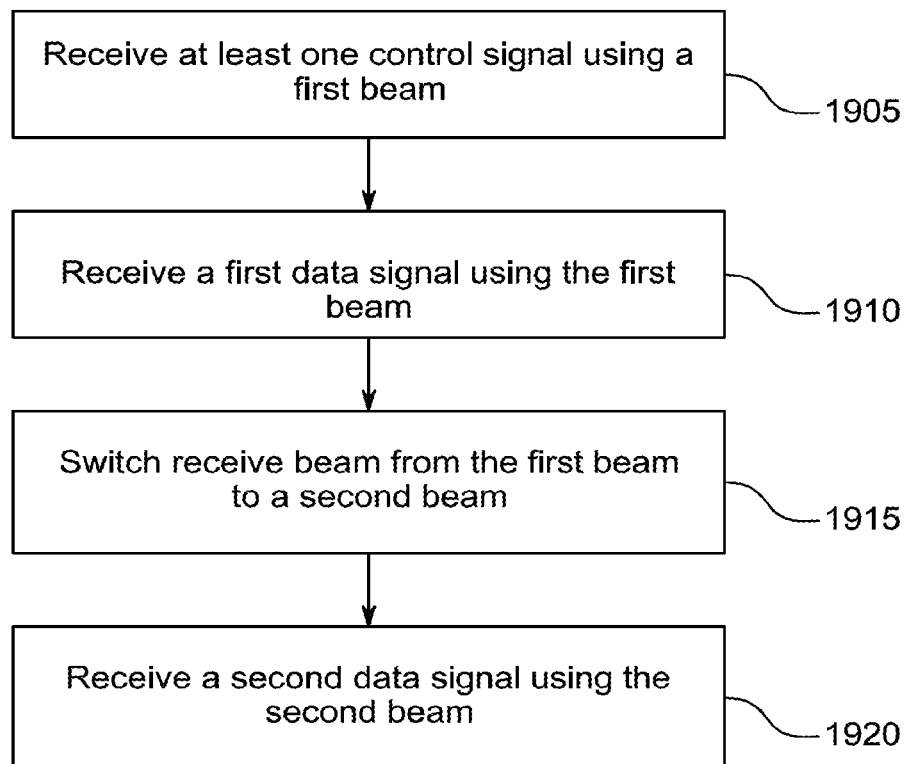 Receive at least one control signal using a
first beam
1905
Receive a first data signal using the first
beam
1910
Switch receive beam from the first beam
to a second beam
1915
Receive a second data signal using the
second beam
1920